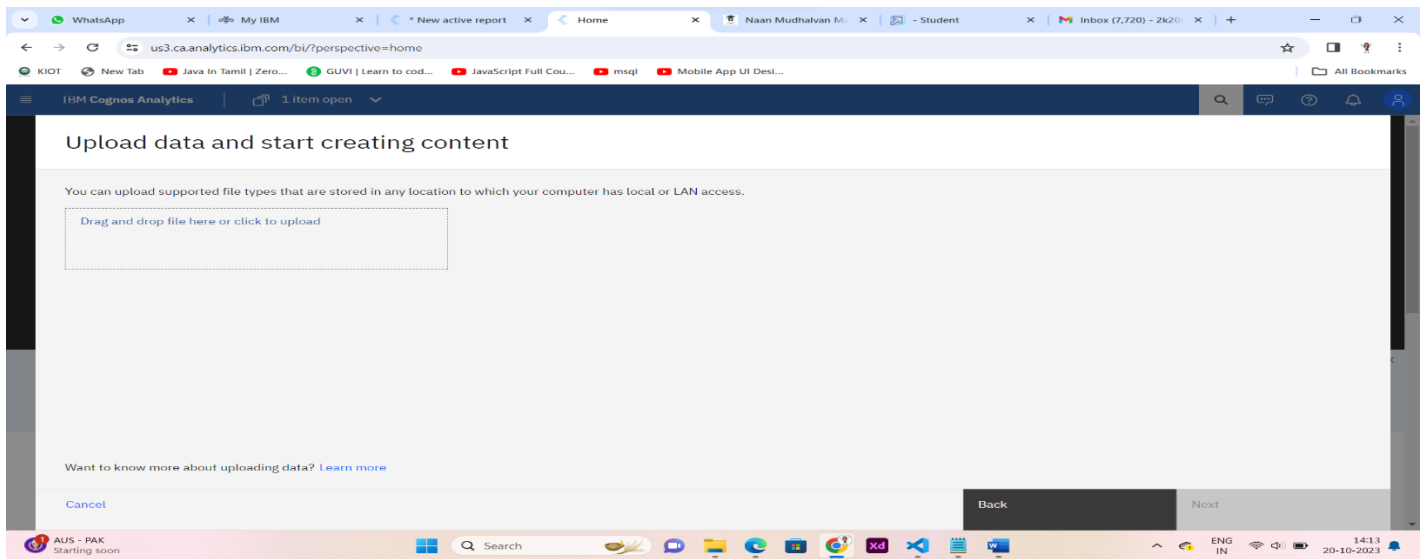 WhatsApp
My IBM
* New active report
Home
Naan Mudhalvan M
- Student
Inbox (7,720) - 2k20
us3.ca.analytics.ibm.com/bi/?perspective=home
KIOT
New Tab
Java In Tamil | Zero...
GUVI | Learn to cod...
JavaScript Full Cou...
msql
Mobile App UI Desi...
All Bookmarks
IBM Cognos Analytics
1 item open
Upload data and start creating content
You can upload supported file types that are stored in any location to which your computer has local or LAN access.
Drag and drop file here or click to upload
Want to know more about uploading data? Learn more
Cancel
Back
Next
AUS - PAK
Starting soon
Search
Xd
W
ENG
IN
14:13
20-10-2023